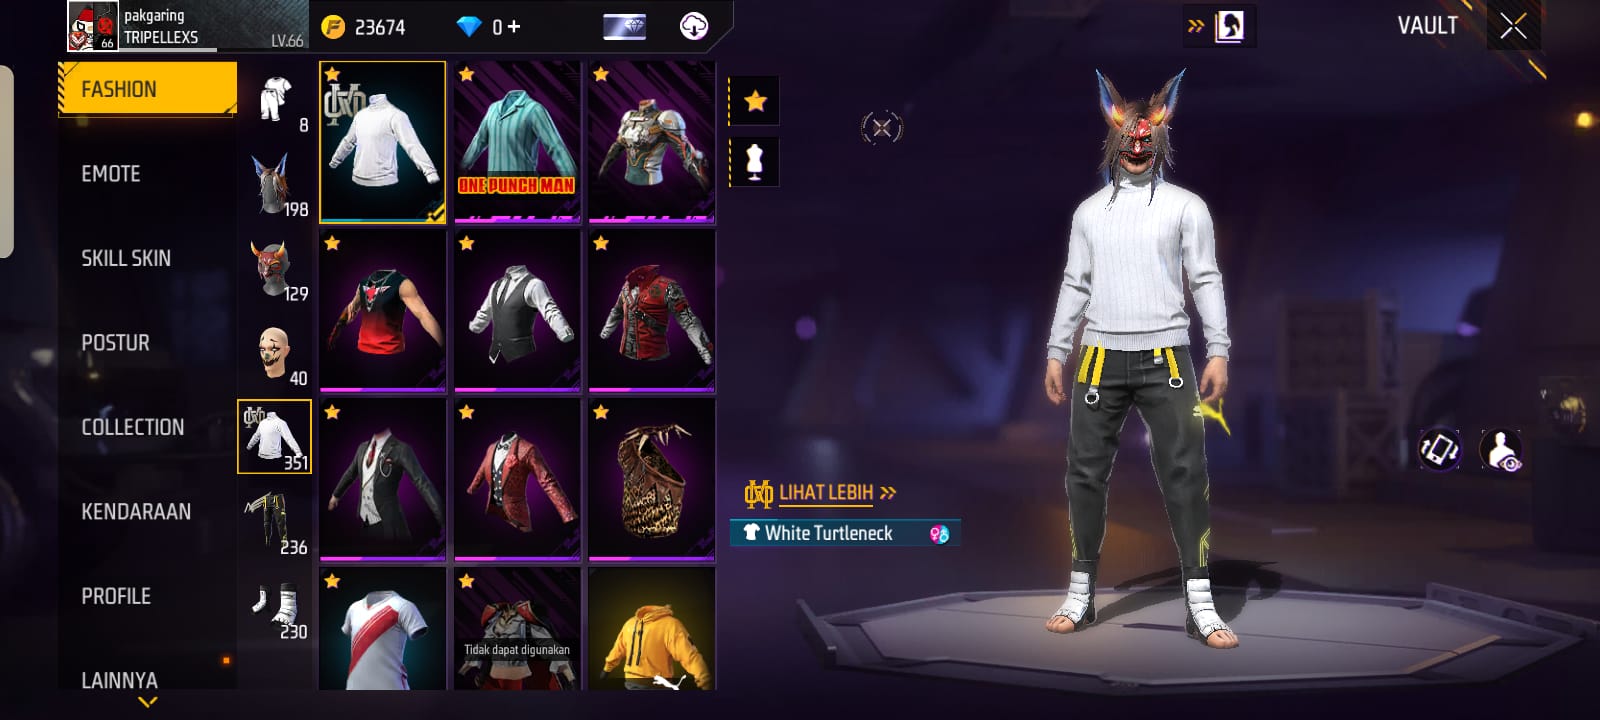 pakgaring
TRIPELLEXS
66
LV.66
23674
0+
VAULT
FASHION
EMOTE
SKILL SKIN
POSTUR
COLLECTION
KENDARAAN
PROFILE
LAINNYA
8
198
129
40
351
236
230
ONE PUNCH MAN
Tidak dapat digunakan
LIHAT LEBIH
White Turtleneck